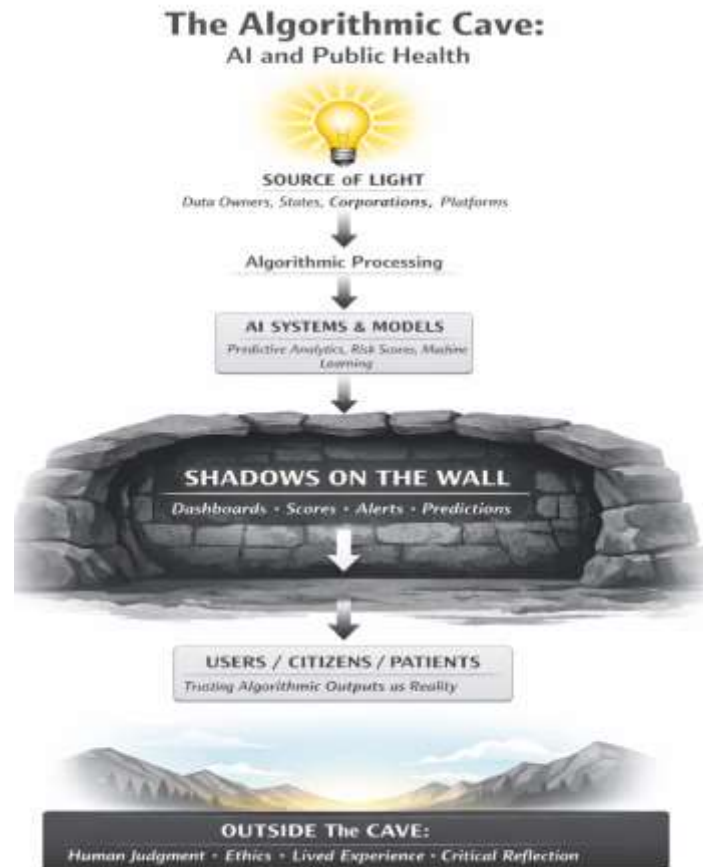 The Algorithmic Cave:
AI and Public Health
SOURCE oF LIGHT
Data Owners, States, Corporations, Platforms
Algorithmic Processing
AI SYSTEMS & MODELS
Predictive Analytics, Risk Scores, Machine
Learning
SHADOWS ON THE WALL
Dashboards • Scores • Alerts • Predictions
USERS / CITIZENS / PATIENTS
Trusting Algorithmic Outputs us Reality
OUTSIDE The CAVE:
Human Judgment • Ethics • Lived Experience • Critical Reflection